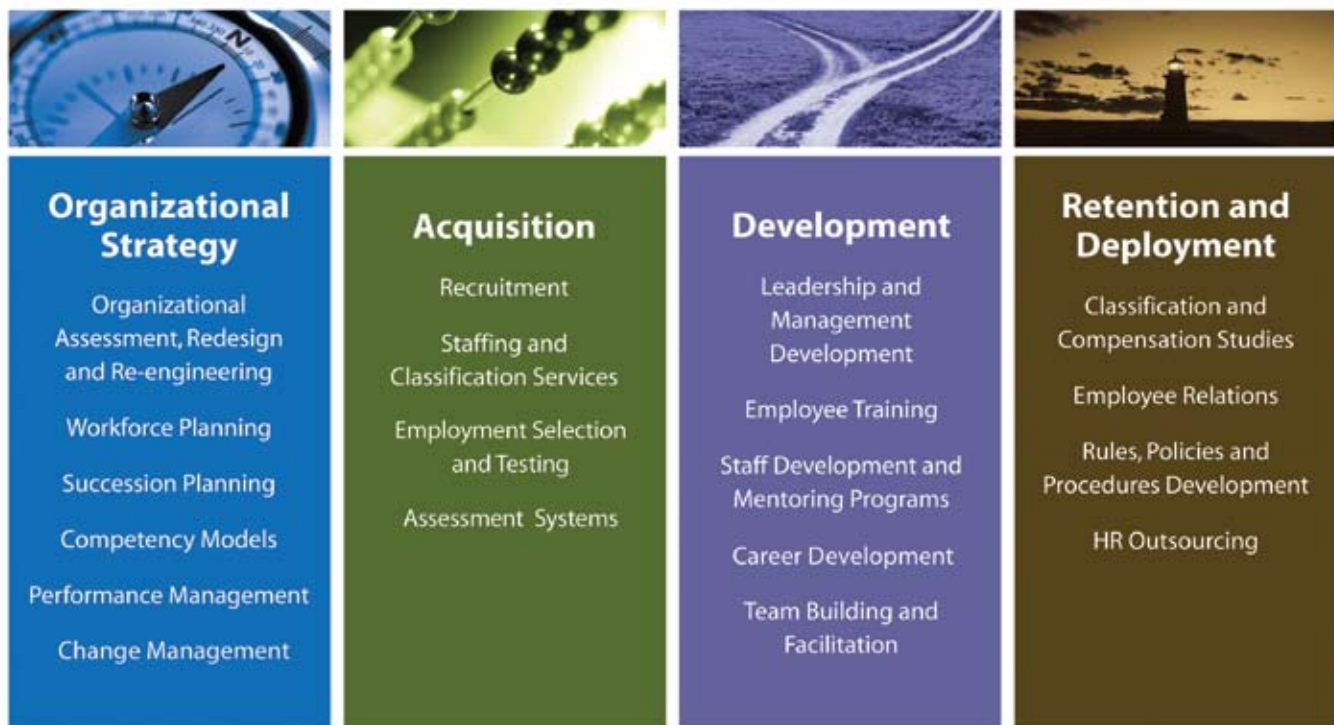 N
Organizational
Strategy
Organizational
Assessment, Redesign
and Re-engineering
Workforce Planning
Succession Planning
Competency Models
Performance Management
Change Management
Acquisition
Recruitment
Staffing and
Classification Services
Employment Selection
and Testing
Assessment Systems
Development
Leadership and
Management
Development
Employee Training
Staff Development and
Mentoring Programs
Career Development
Team Building and
Facilitation
Retention and
Deployment
Classification and
Compensation Studies
Employee Relations
Rules, Policies and
Procedures Development
HR Outsourcing